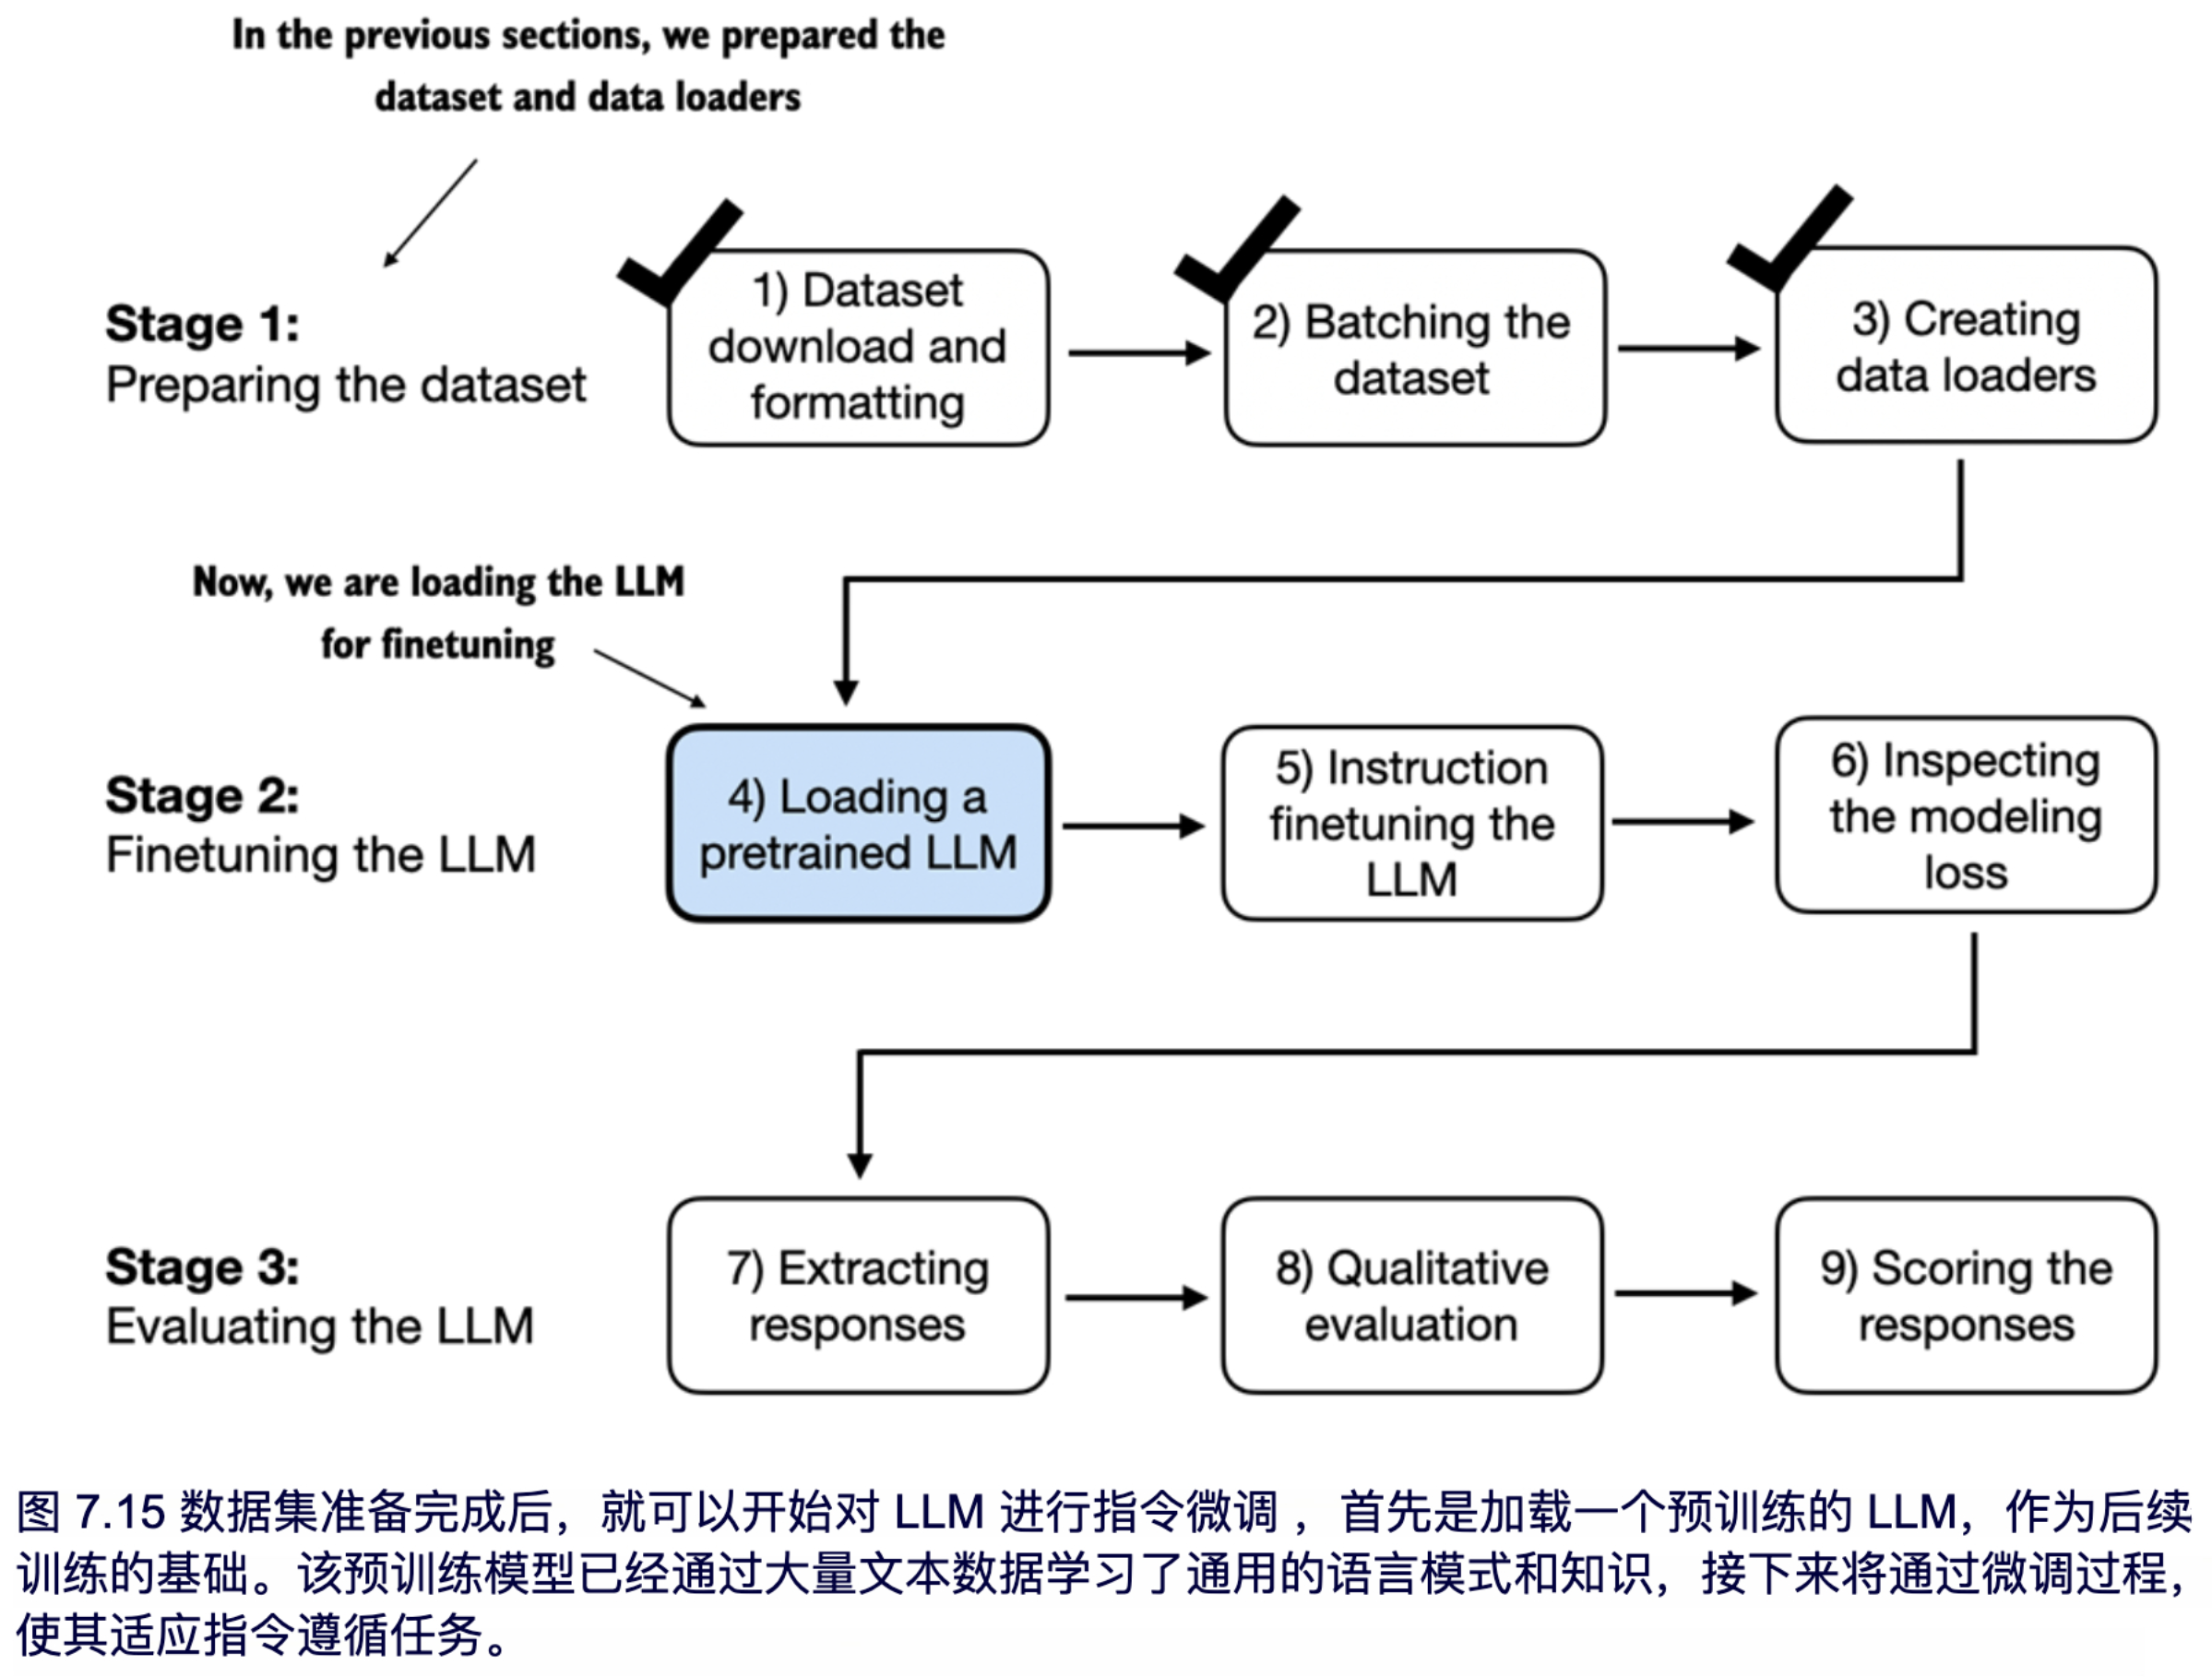 In the previous sections, we prepared the
dataset and data loaders
Stage 1:
Preparing the dataset
1) Dataset
download and
formatting
2) Batching the
dataset
3) Creating
data loaders
Now, we are loading the LLM
for finetuning
Stage 2:
Finetuning the LLM
4) Loading a
pretrained LLM
5) Instruction
finetuning the
LLM
6) Inspecting
the modeling
loss
Stage 3:
Evaluating the LLM
7) Extracting
responses
8) Qualitative
evaluation
9) Scoring the
responses
图 7.15 数据集准备完成后，就可以开始对 LLM 进行指令微调 ，首先是加载一个预训练的 LLM，作为后续
训练的基础。该预训练模型已经通过大量文本数据学习了通用的语言模式和知识，接下来将通过微调过程，
使其适应指令遵循任务。